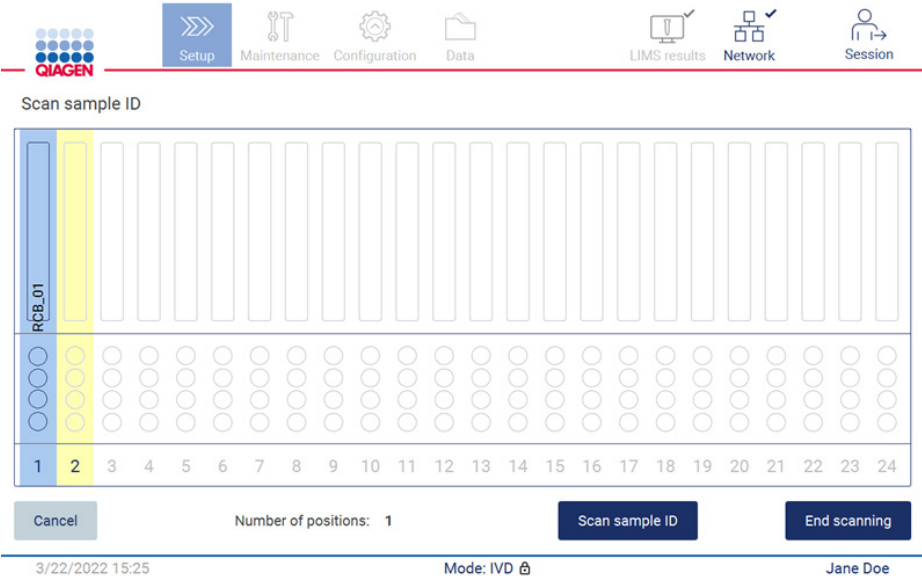 QIAGEN
Setup Maintenance Configuration Data LIMS results Network Session
Scan sample ID
RCB_01
1 2 3 4 5 6 7 8 9 10 11 12 13 14 15 16 17 18 19 20 21 22 23 24
Cancel Number of positions: 1 Scan sample ID End scanning
3/22/2022 15:25 Mode: IVD Jane Doe